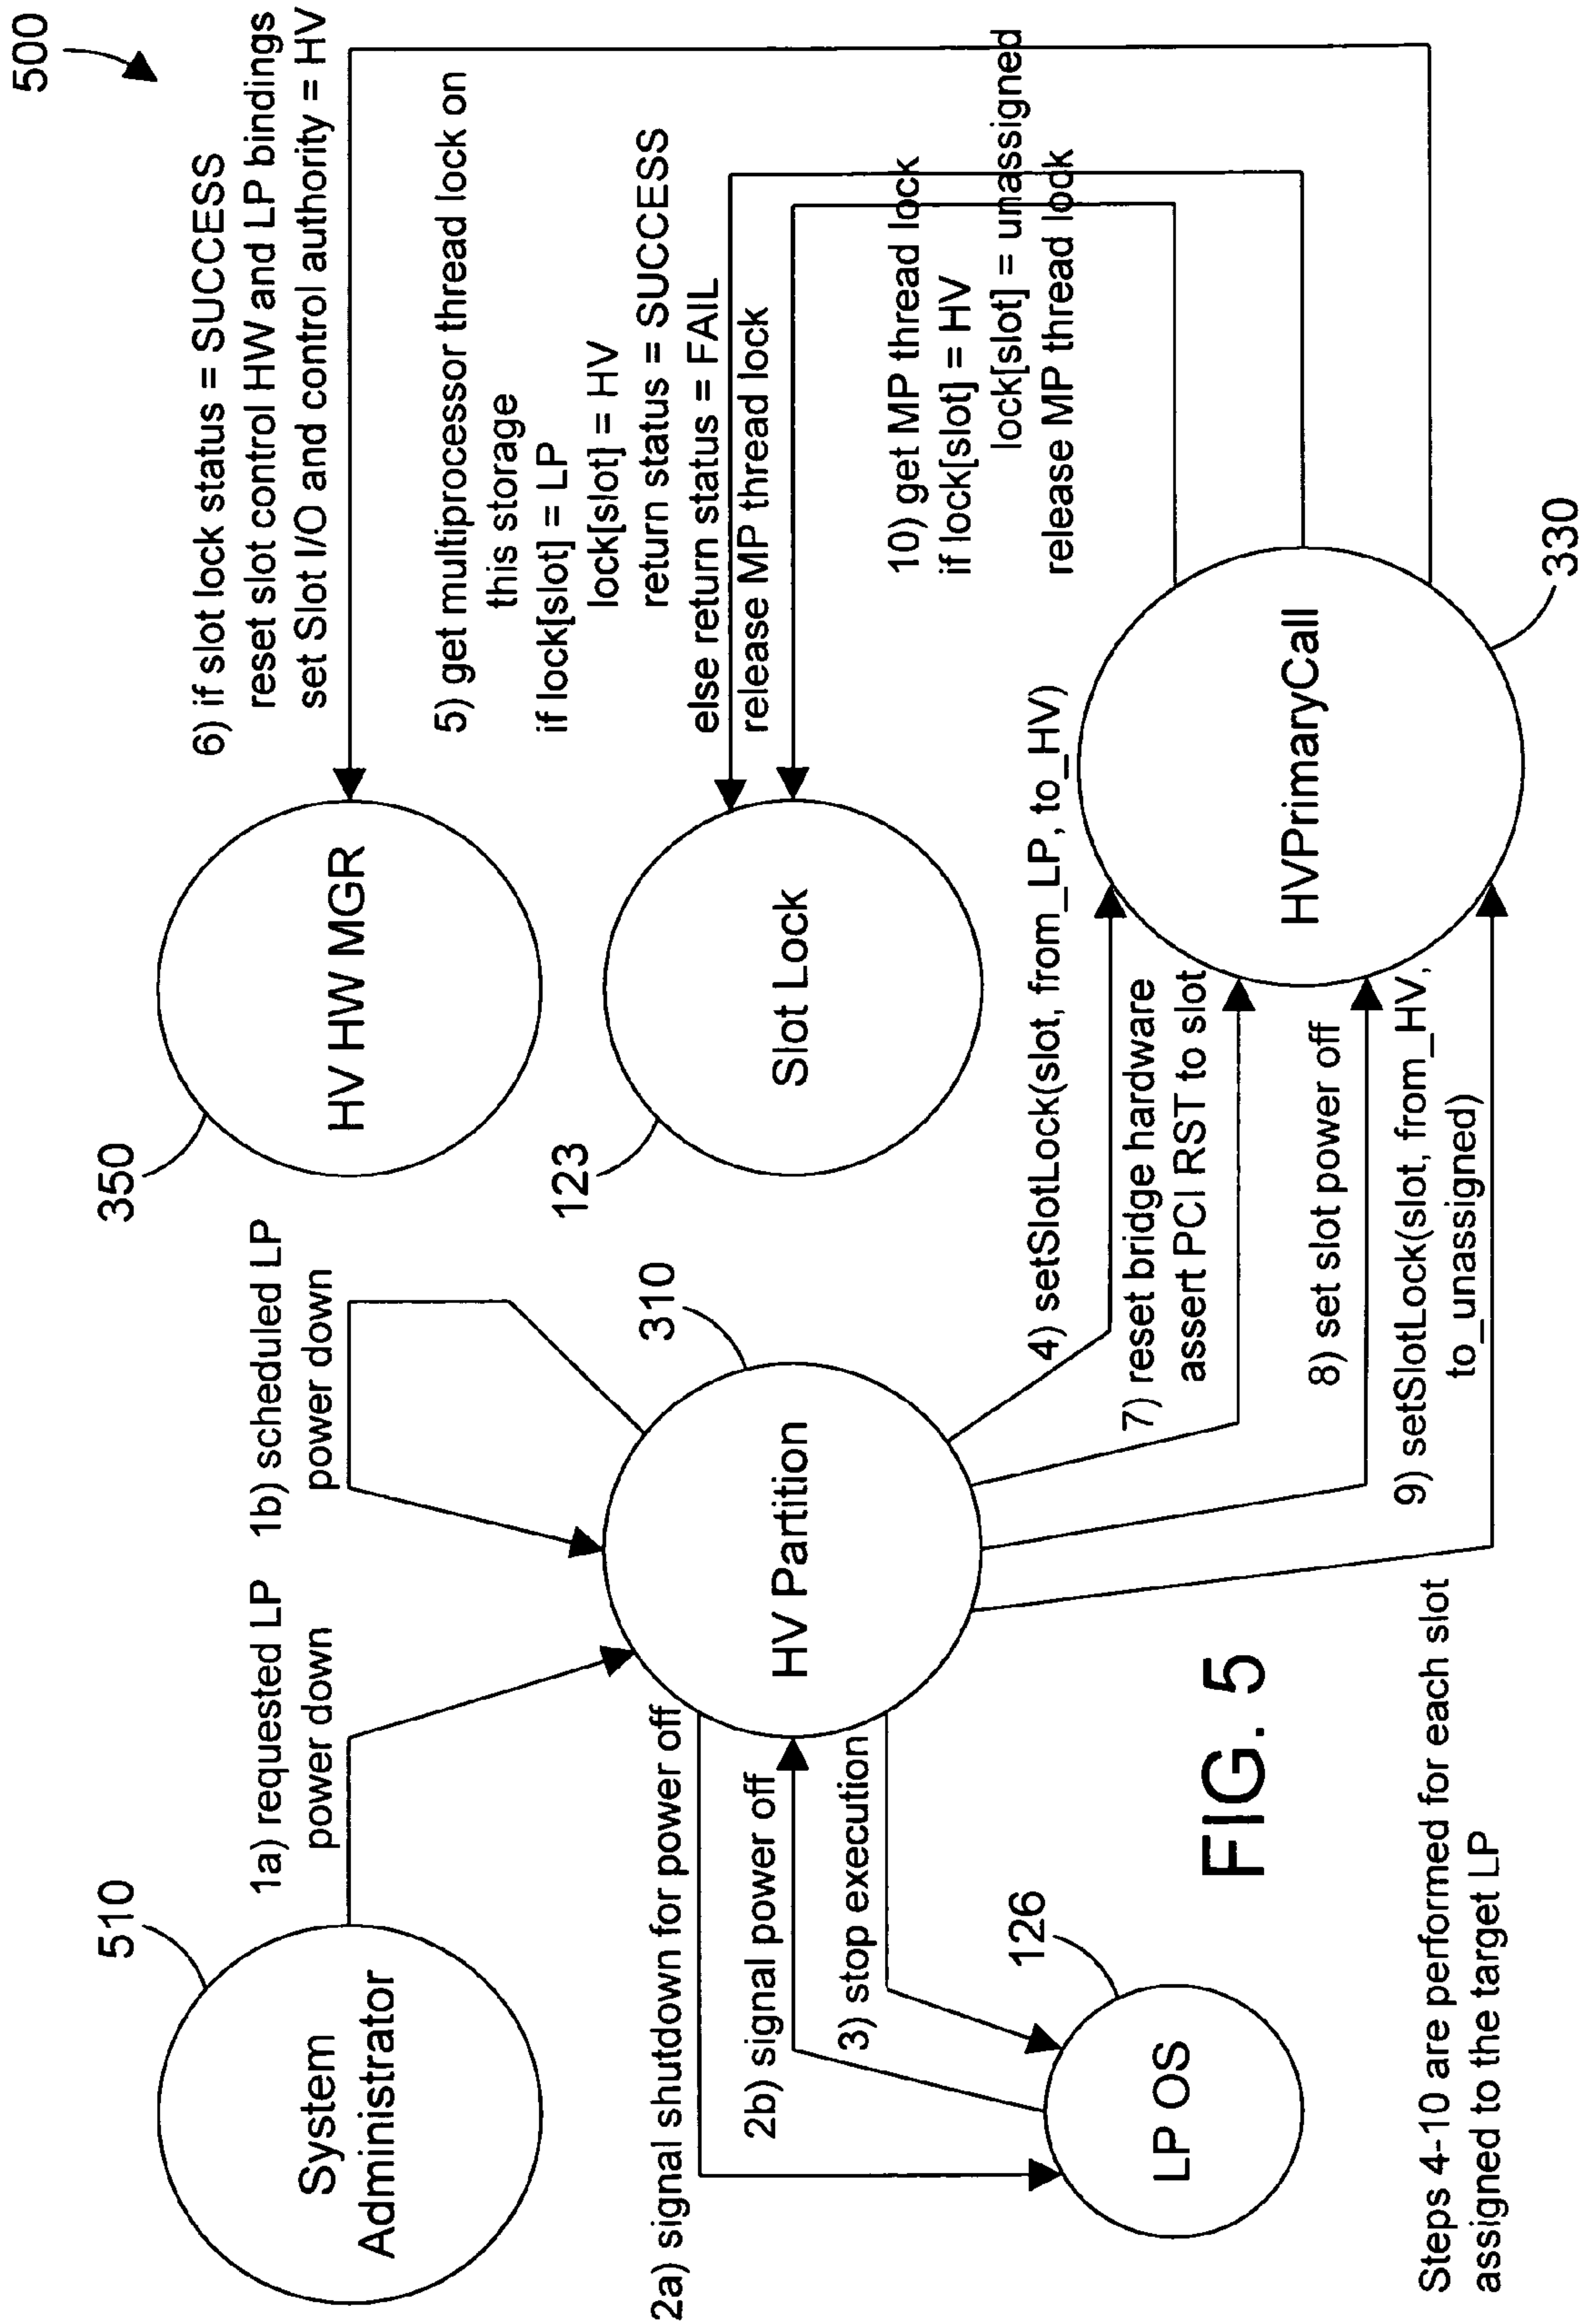 500
510
System
Administrator
1a) requested LP
power down
1b) scheduled LP
power down
350
HV HW MGR
6) if slot lock status = SUCCESS
reset slot control HW and LP bindings
set Slot I/O and control authority = HV
2a) signal shutdown for power off
2b) signal power off
3) stop execution
126
LP OS
310
HV Partition
123
Slot Lock
5) get multiprocessor thread lock on
this storage
if lock[slot] = LP
lock[slot] = HV
return status = SUCCESS
else return status = FAIL
release MP thread lock
10) get MP thread lock
if lock[slot] = HV
lock[slot] = unassigned
release MP thread lock
4) setSlotLock(slot, from_LP, to_HV)
7) reset bridge hardware
assert PCI RST to slot
8) set slot power off
9) setSlotLock(slot, from_HV,
to_unassigned)
HVPrimaryCall
330
FIG. 5
Steps 4-10 are performed for each slot
assigned to the target LP